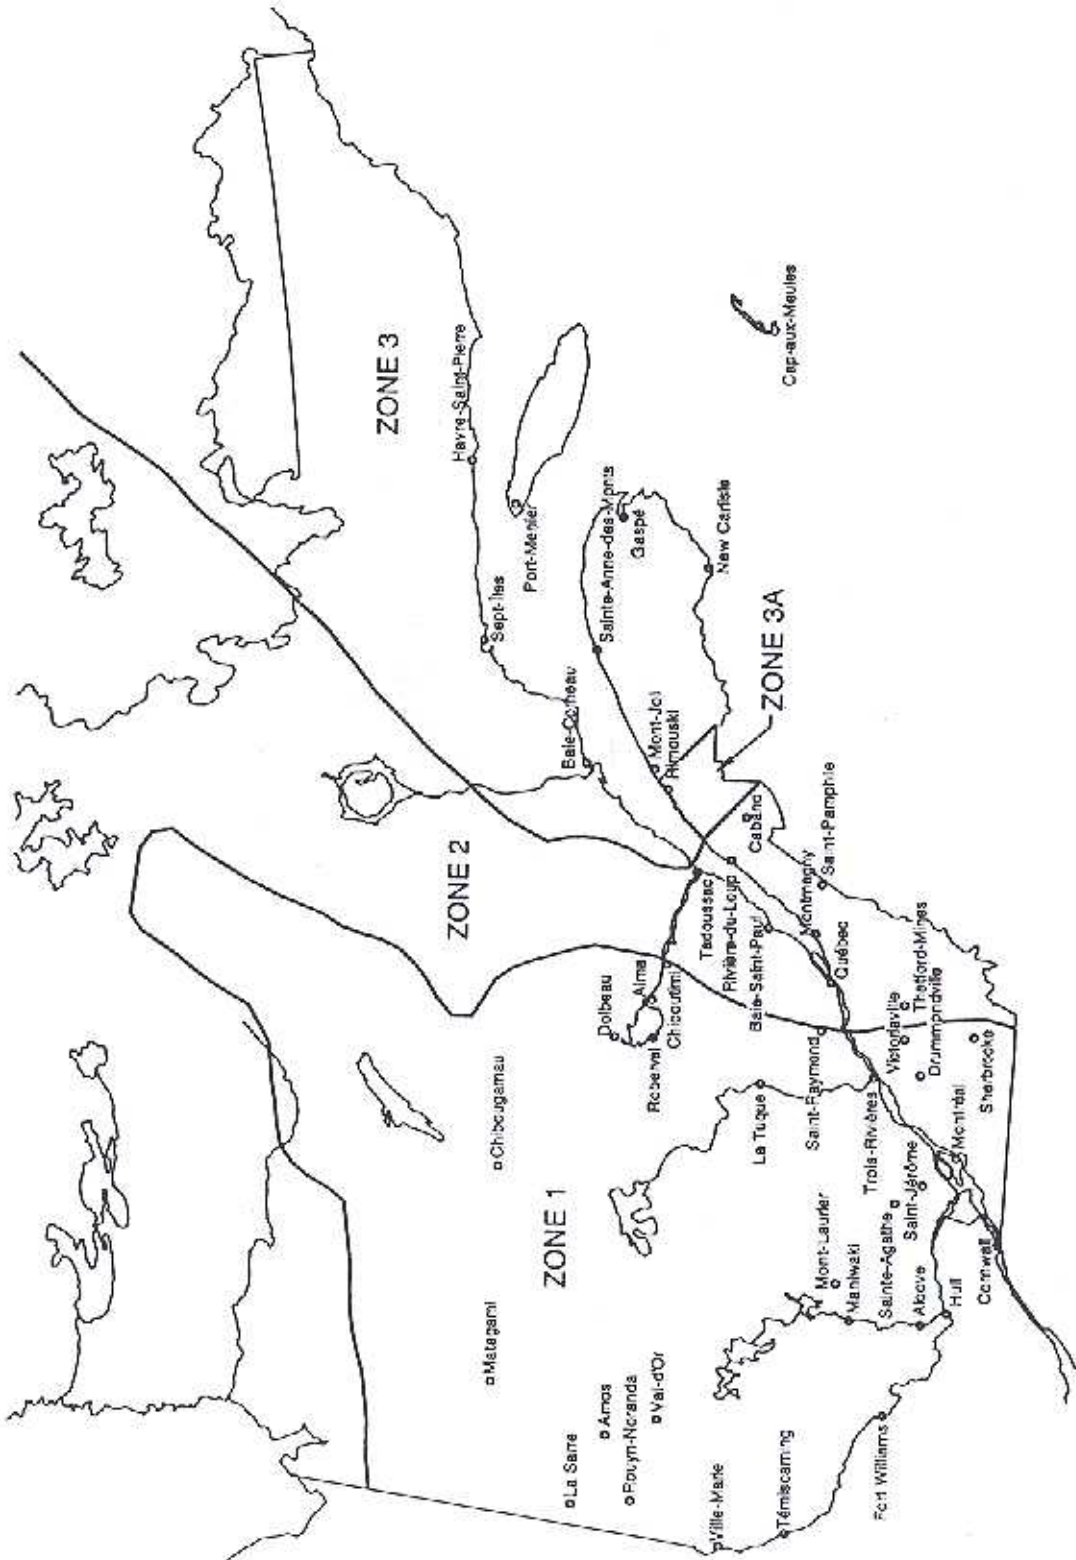 ZONE 3
Havre-Saint-Pierre
Cap-aux-Meules
Port-Menier
Sept-Îles
Sainte-Anne-des-Monts
Gaspé
New Carlisle
Baie-Comeau
Mont-Joli
Rimouski
ZONE 3A
ZONE 2
Cabano
Saint-Pamphile
Tadoussac
Rivière-du-Loup
Baie-Saint-Paul
Montmagny
Québec
Thetford-Mines
Dolbeau
Alma
Chicoutimi
Roberval
Victoriaville
Drummondville
Sherbrooke
Chibougamau
La Tuque
Saint-Raymond
Trois-Rivières
Montréal
Saint-Jérôme
Sainte-Agathe
ZONE 1
Mont-Laurier
Maniwaki
Alcove
Hull
Cornwall
Matagami
Amos
Val-d'Or
La Sarre
Rouyn-Noranda
Ville-Marie
Témiscaming
Fort Williams